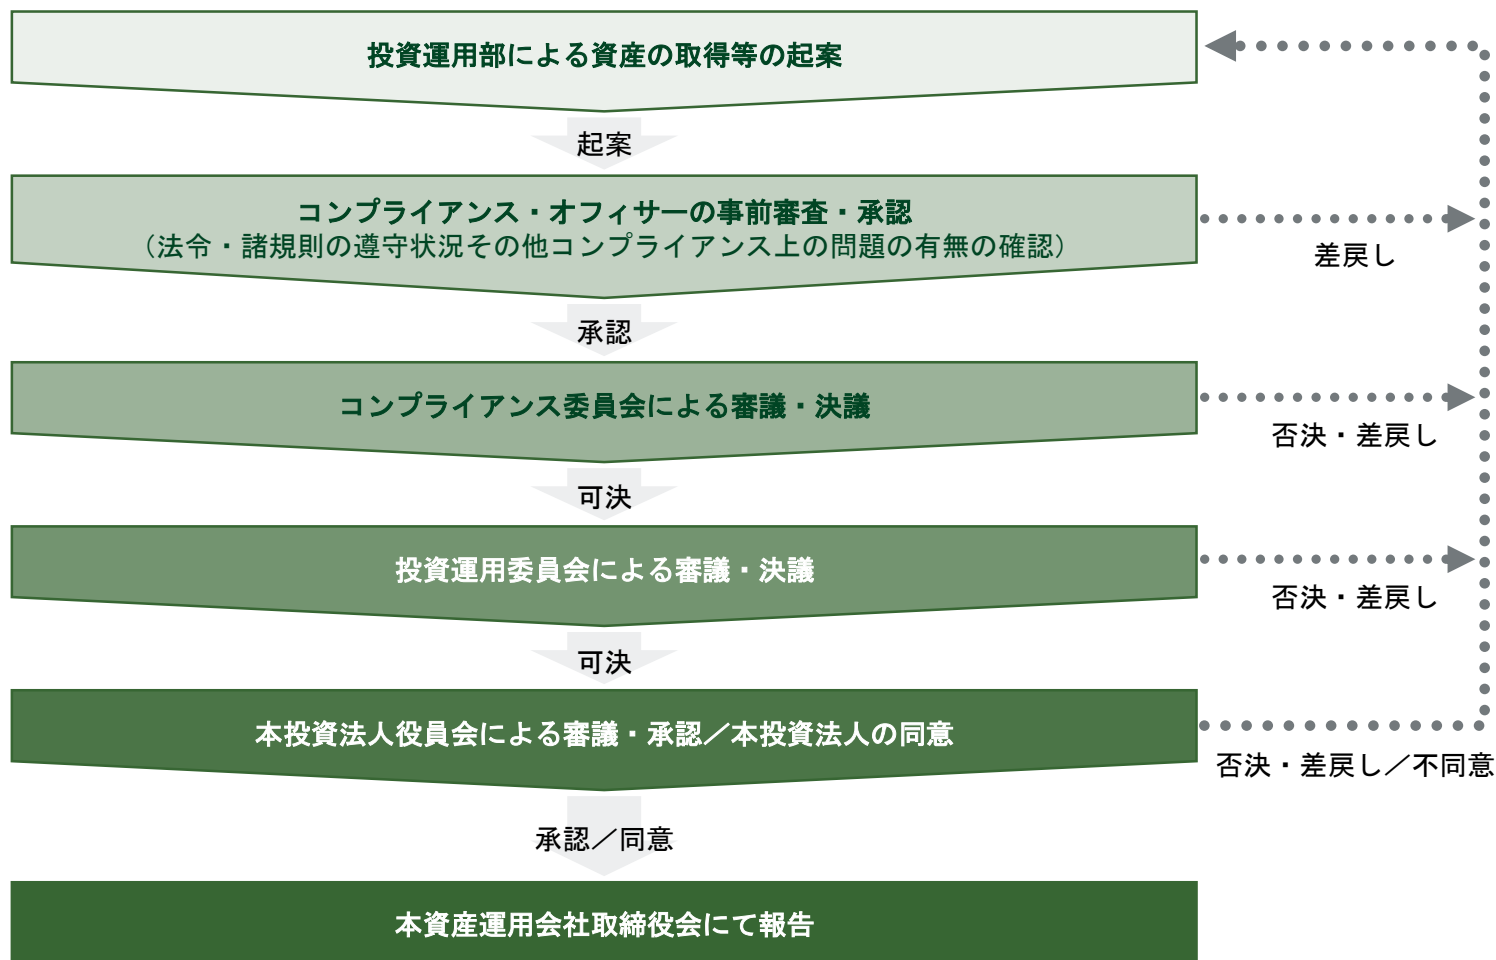 投資運用部による資産の取得等の起案
起案
コンプライアンス・オフィサーの事前審査・承認
（法令・諸規則の遵守状況その他コンプライアンス上の問題の有無の確認）
差戻し
承認
コンプライアンス委員会による審議・決議
否決・差戻し
可決
投資運用委員会による審議・決議
否決・差戻し
可決
本投資法人役員会による審議・承認／本投資法人の同意
否決・差戻し／不同意
承認／同意
本資産運用会社取締役会にて報告